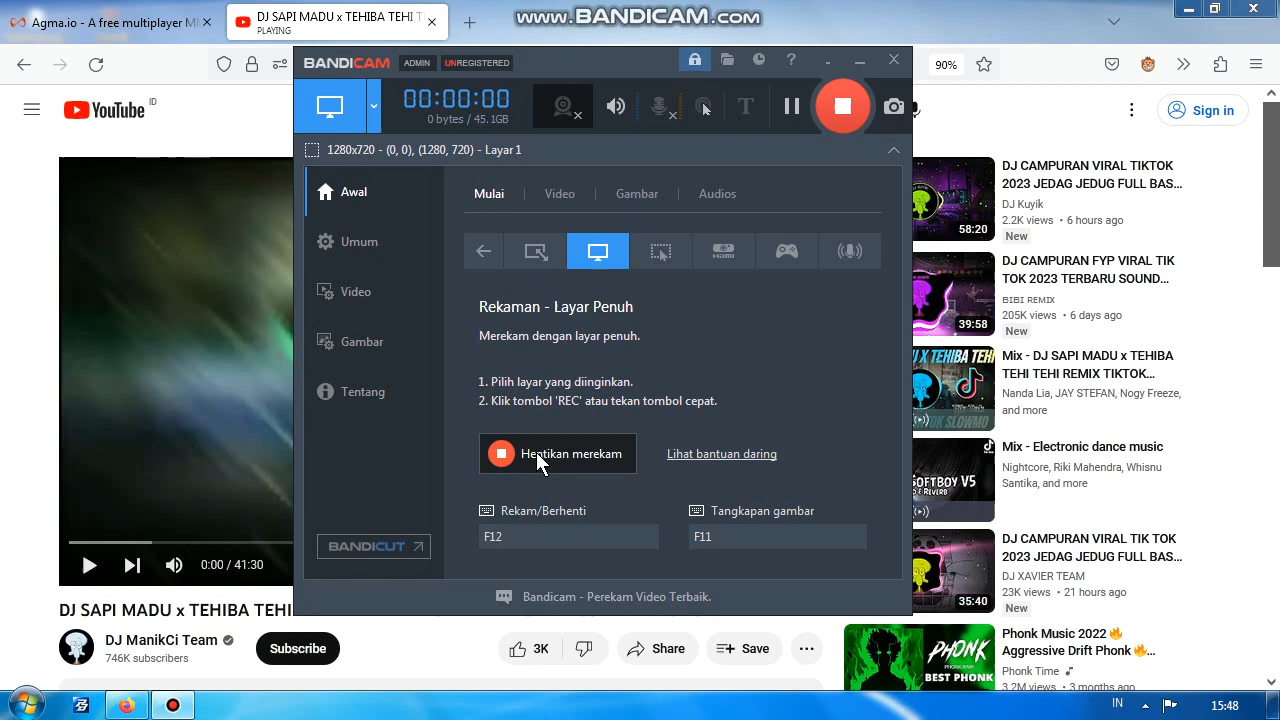 Agma.io - A free multiplayer MM
DJ SAPI MADU x TEHIBA TEHI T
PLAYING
www.BANDICAM.com
90%
YouTube
ID
Sign in
BANDICAM
ADMIN
UNREGISTERED
00:00:00
0 bytes / 45.1GB
1280x720 - (0, 0), (1280, 720) - Layar1
Awal
Umum
Video
Gambar
Tentang
BANDICUT
Mulai
Video
Gambar
Audios
HDMI
Rekaman - Layar Penuh
Merekam dengan layar penuh.
1. Pilih layar yang diinginkan.
2. Klik tombol 'REC' atau tekan tombol cepat.
Hentikan merekam
Lihat bantuan daring
Rekam/Berhenti
Tangkapan gambar
F12
F11
Bandicam - Perekam Video Terbaik.
0:00 / 41:30
DJ SAPI MADU x TEHIBA TEHI
DJ ManikCi Team
746K subscribers
Subscribe
3K
Share
Save
58:20
DJ CAMPURAN VIRAL TIKTOK
2023 JEDAG JEDUG FULL BAS...
DJ Kuyik
2.2K views • 6 hours ago
New
39:58
DJ CAMPURAN FYP VIRAL TIK
TOK 2023 TERBARU SOUND...
BIBI REMIX
205K views • 6 days ago
New
U X TEHIBA TEHI
TOK SLOWMO
Mix - DJ SAPI MADU x TEHIBA
TEHI TEHI REMIX TIKTOK...
Nanda Lia, JAY STEFAN, Nogy Freeze,
and more
SOFTBOY V5
D & REVERB
Mix - Electronic dance music
Nightcore, Riki Mahendra, Whisnu
Santika, and more
35:40
DJ CAMPURAN VIRAL TIK TOK
2023 JEDAG JEDUG FULL BAS...
DJ XAVIER TEAM
23K views • 21 hours ago
New
PHONK
BEST PHONK
Phonk Music 2022🔥
Aggressive Drift Phonk🔥...
Phonk Time
3.2M views • 3 months ago
IN
15:48